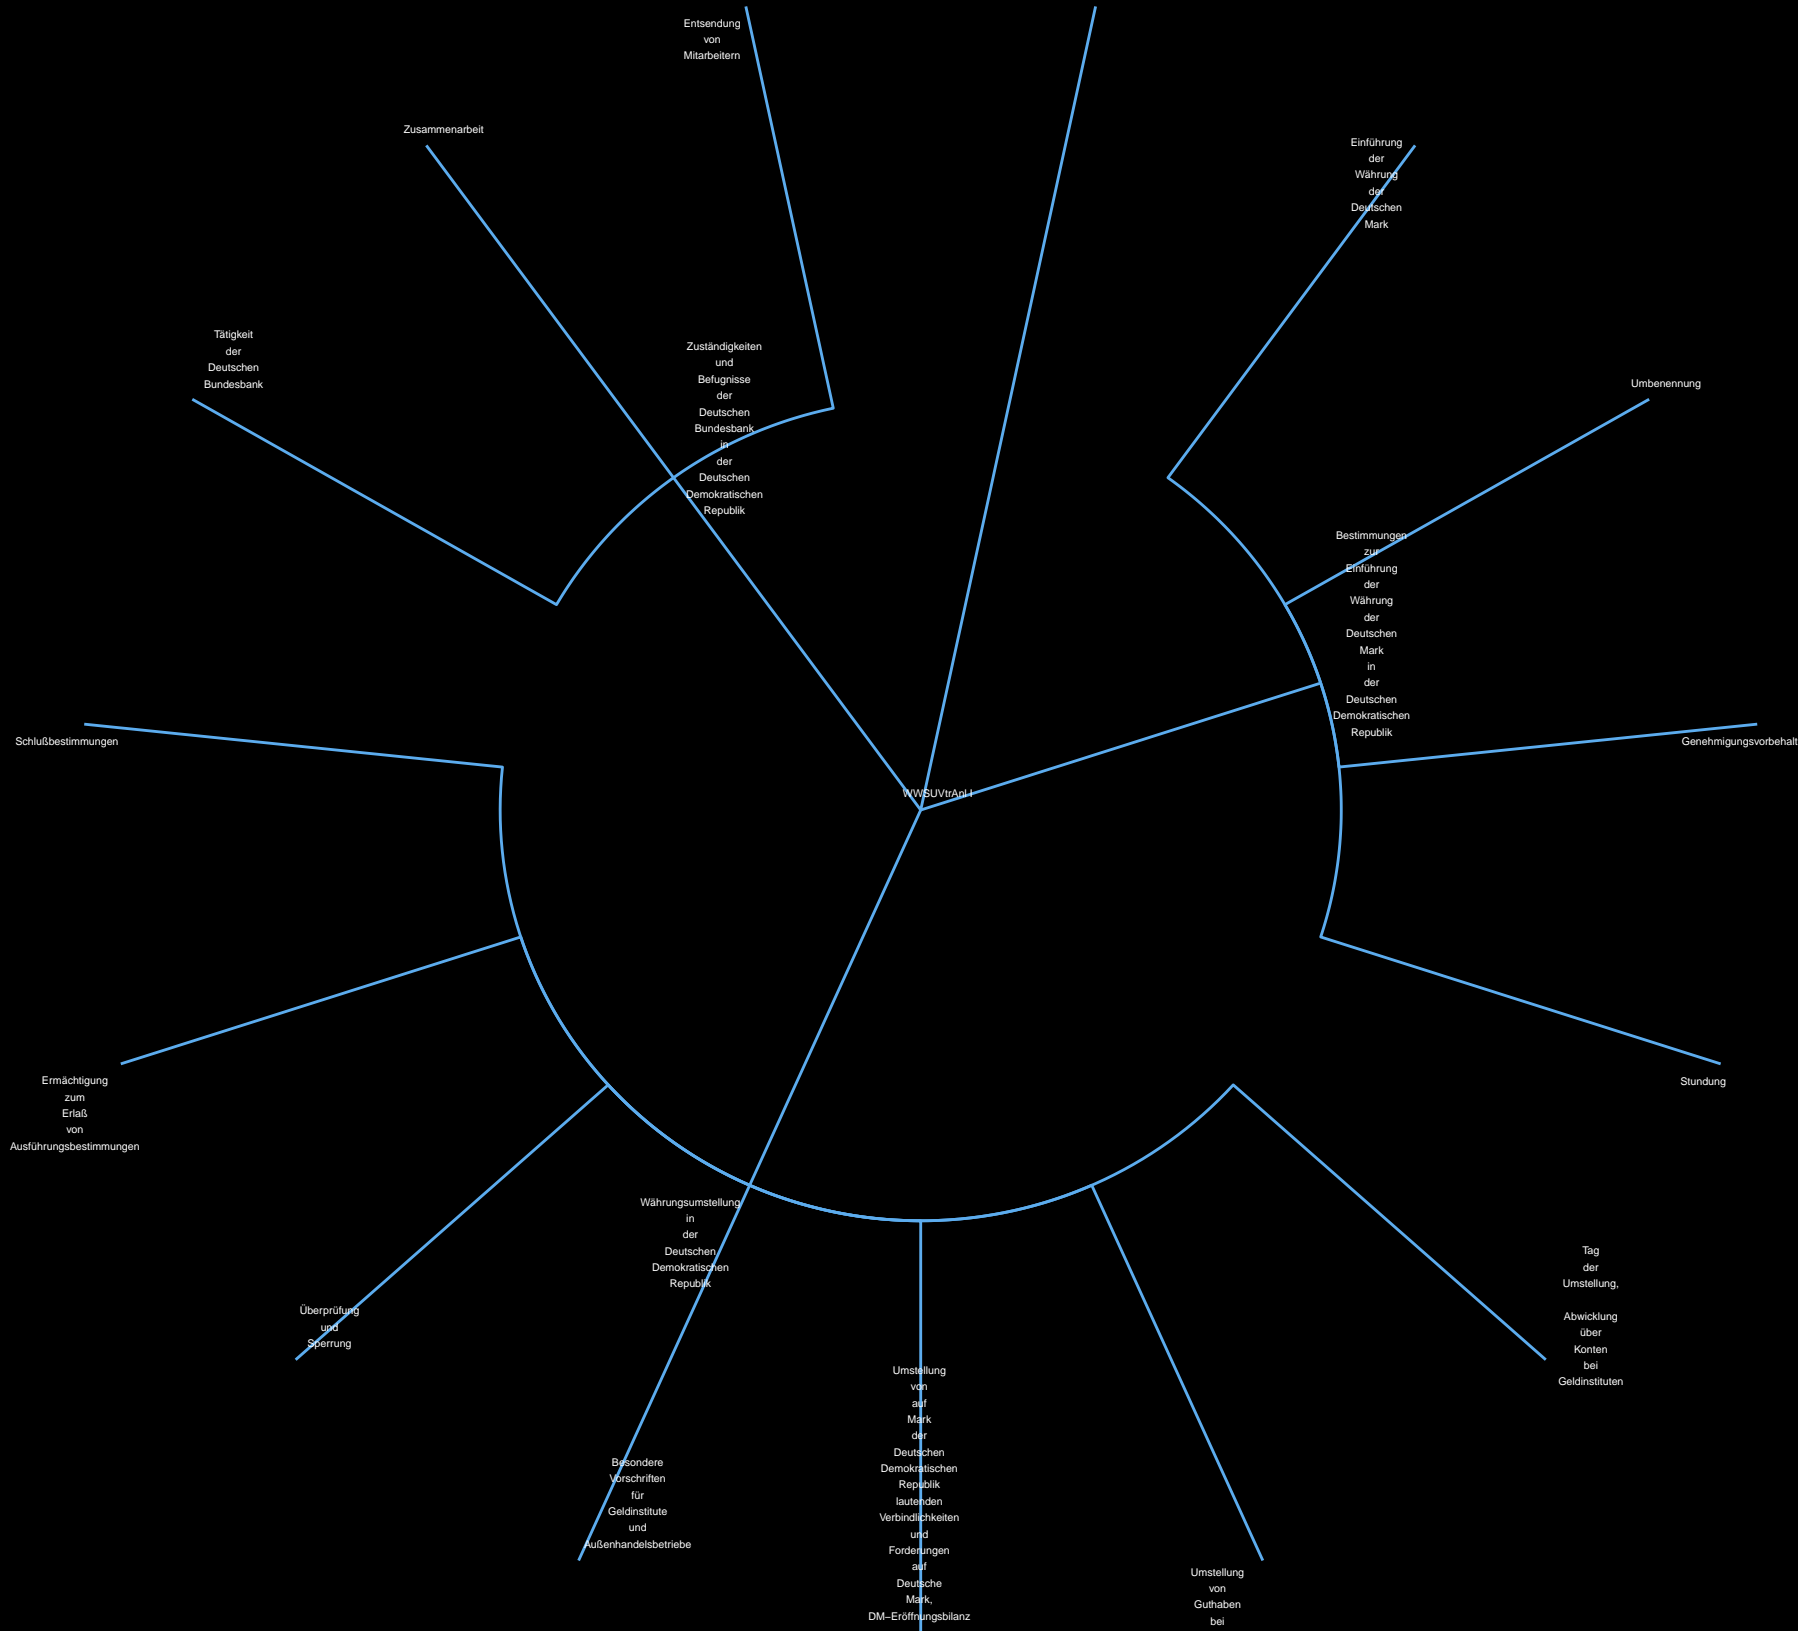 Entsendung
von
Mitarbeitern
Zusammenarbeit
Einführung
der
Währung
der
Deutschen
Mark
Tätigkeit
der
Deutschen
Bundesbank
Zuständigkeiten
und
Befugnisse
der
Deutschen
Bundesbank
in
der
Deutschen
Demokratischen
Republik
Umbenennung
Bestimmungen
zur
Einführung
der
Währung
der
Deutschen
Mark
in
der
Deutschen
Demokratischen
Republik
Schlußbestimmungen
Genehmigungsvorbehalt
WWSUVtrAnl I
Ermächtigung
zum
Erlaß
von
Ausführungsbestimmungen
Stundung
Währungsumstellung
in
der
Deutschen
Demokratischen
Republik
Tag
der
Umstellung,
Abwicklung
über
Konten
bei
Geldinstituten
Überprüfung
und
Sperrung
Umstellung
von
auf
Mark
der
Deutschen
Demokratischen
Republik
lautenden
Verbindlichkeiten
und
Forderungen
auf
Deutsche
Mark,
DM–Eröffnungsbilanz
Besondere
Vorschriften
für
Geldinstitute
und
Außenhandelsbetriebe
Umstellung
von
Guthaben
bei